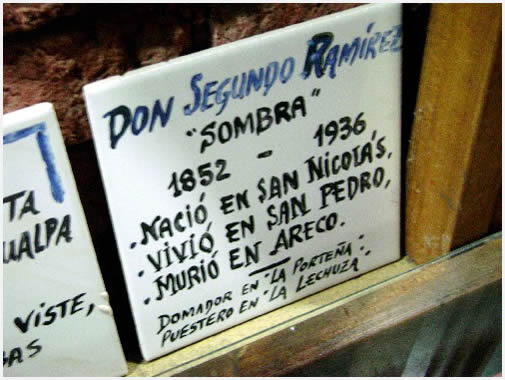 DON SEGUNDO RAMÍREZ
"SOMBRA"
1852 - 1936
.NACIÓ EN SAN NICOLÁS,
.VIVIÓ EN SAN PEDRO,
.MURIÓ EN ARECO.
DOMADOR EN "LA PORTEÑA".
PUESTERO EN "LA LECHUZA".
TA
UALPA
VISTE,
AS